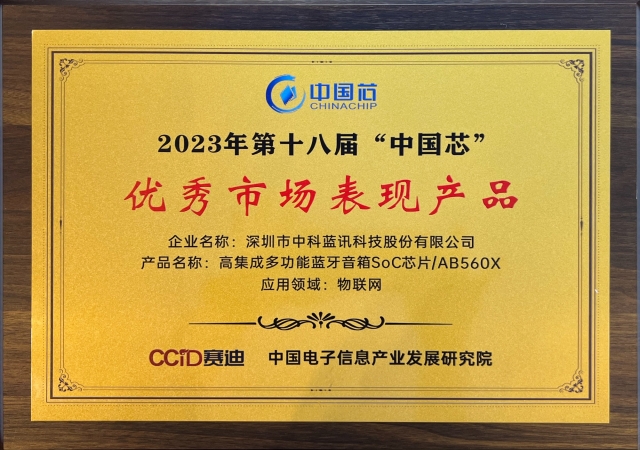 中国芯
CHINACHIP
2023年第十八届“中国芯”
优秀市场表现产品
企业名称：深圳市中科蓝讯科技股份有限公司
产品名称：高集成多功能蓝牙音箱SoC芯片/AB560X
应用领域：物联网
CCID赛迪 中国电子信息产业发展研究院